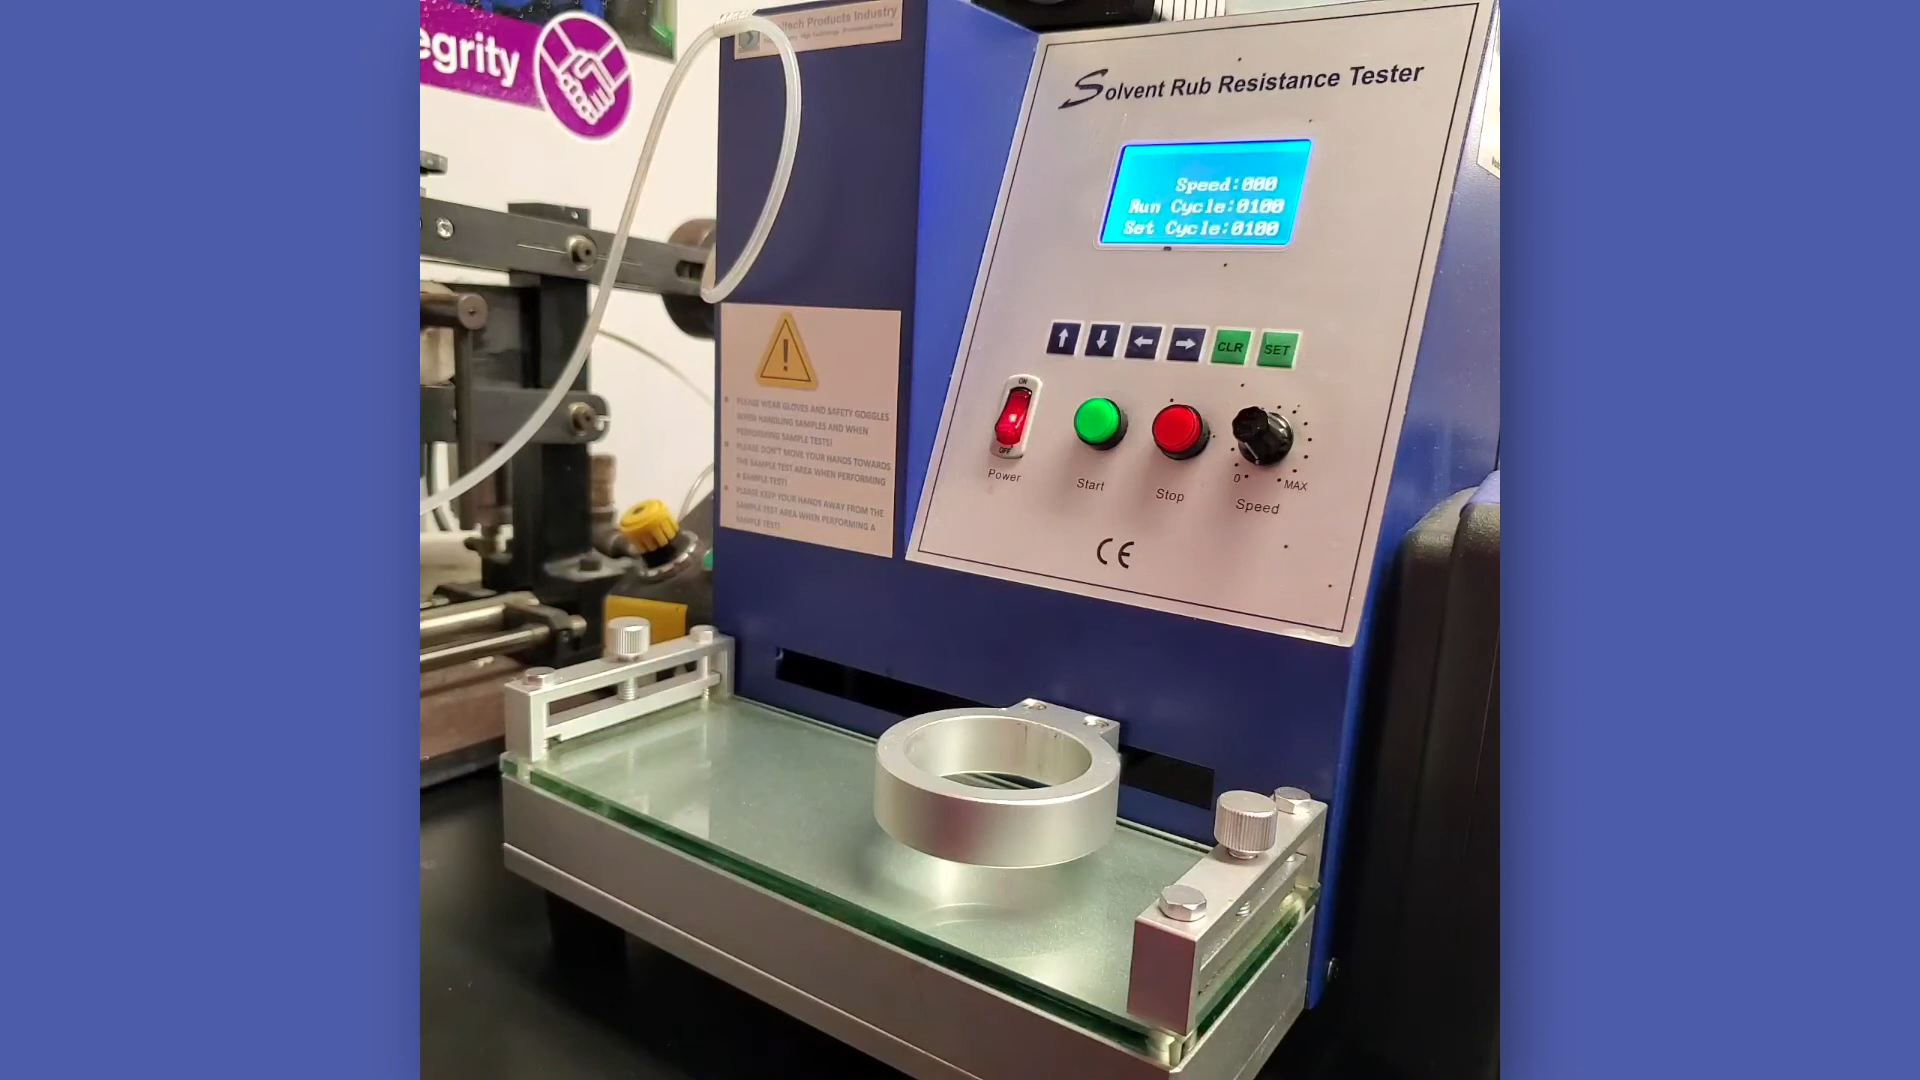 egrity
Products Industry
Solvent Rub Resistance Tester
Speed:000
Run Cycle:0100
Set Cycle:0100
CLR SET
ON
OFF
Power
Start
Stop
0 MAX
Speed
CE
!
PLEASE WEAR GLOVES AND SAFETY GOGGLES
WHEN HANDLING SAMPLES AND WHEN
PERFORMING SAMPLE TESTS!
PLEASE DON'T MOVE YOUR HANDS TOWARDS
THE SAMPLE TEST AREA WHEN PERFORMING
A SAMPLE TEST!
PLEASE KEEP YOUR HANDS AWAY FROM THE
SAMPLE TEST AREA WHEN PERFORMING A
SAMPLE TEST!